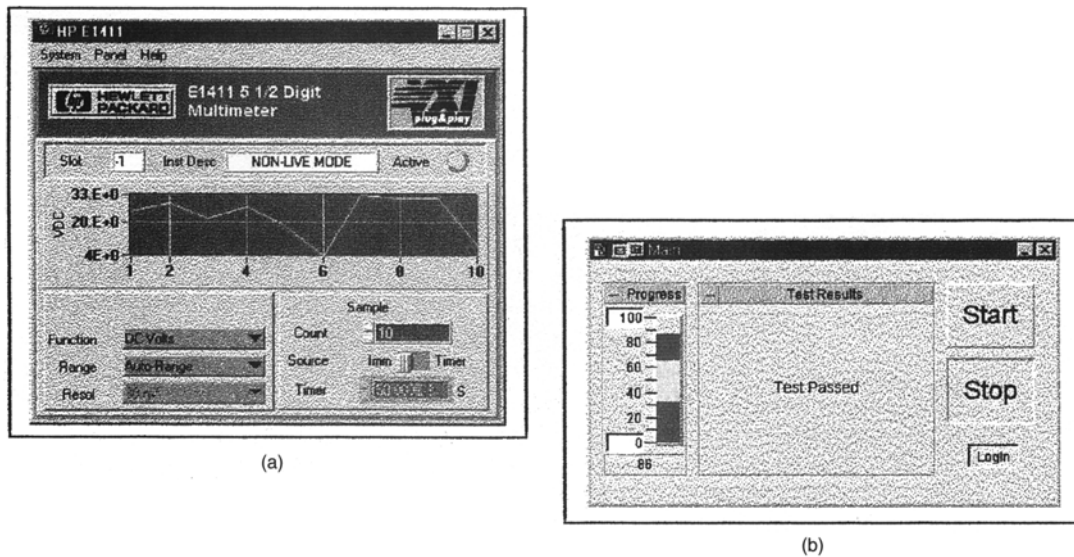 HP E1411
System Panel Help
HEWLETT PACKARD
E1411 5 1/2 Digit Multimeter
VXI plug&play
Slot -1 Inst Desc NON-LIVE MODE Active
33.E+0
20.E+0
4E+0
VDC
1 2 4 6 8 10
Sample
Function DC Volts
Range Auto-Range
Resol
Count 10
Source Imm Timer
Timer S
(a)
Main
Progress
100
80
60
40
20
0
86
Test Results
Test Passed
Start
Stop
Login
(b)